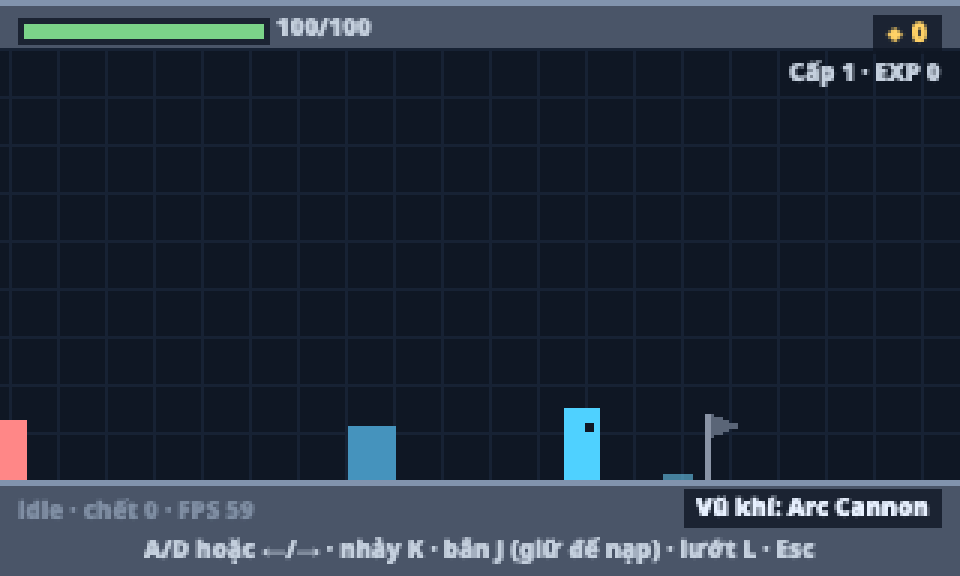 100/100
✦ 0
Cấp 1 · EXP 0
idle · chết 0 · FPS 59
Vũ khí: Arc Cannon
A/D hoặc ←/→ · nhảy K · bắn J (giữ để nạp) · lướt L · Esc